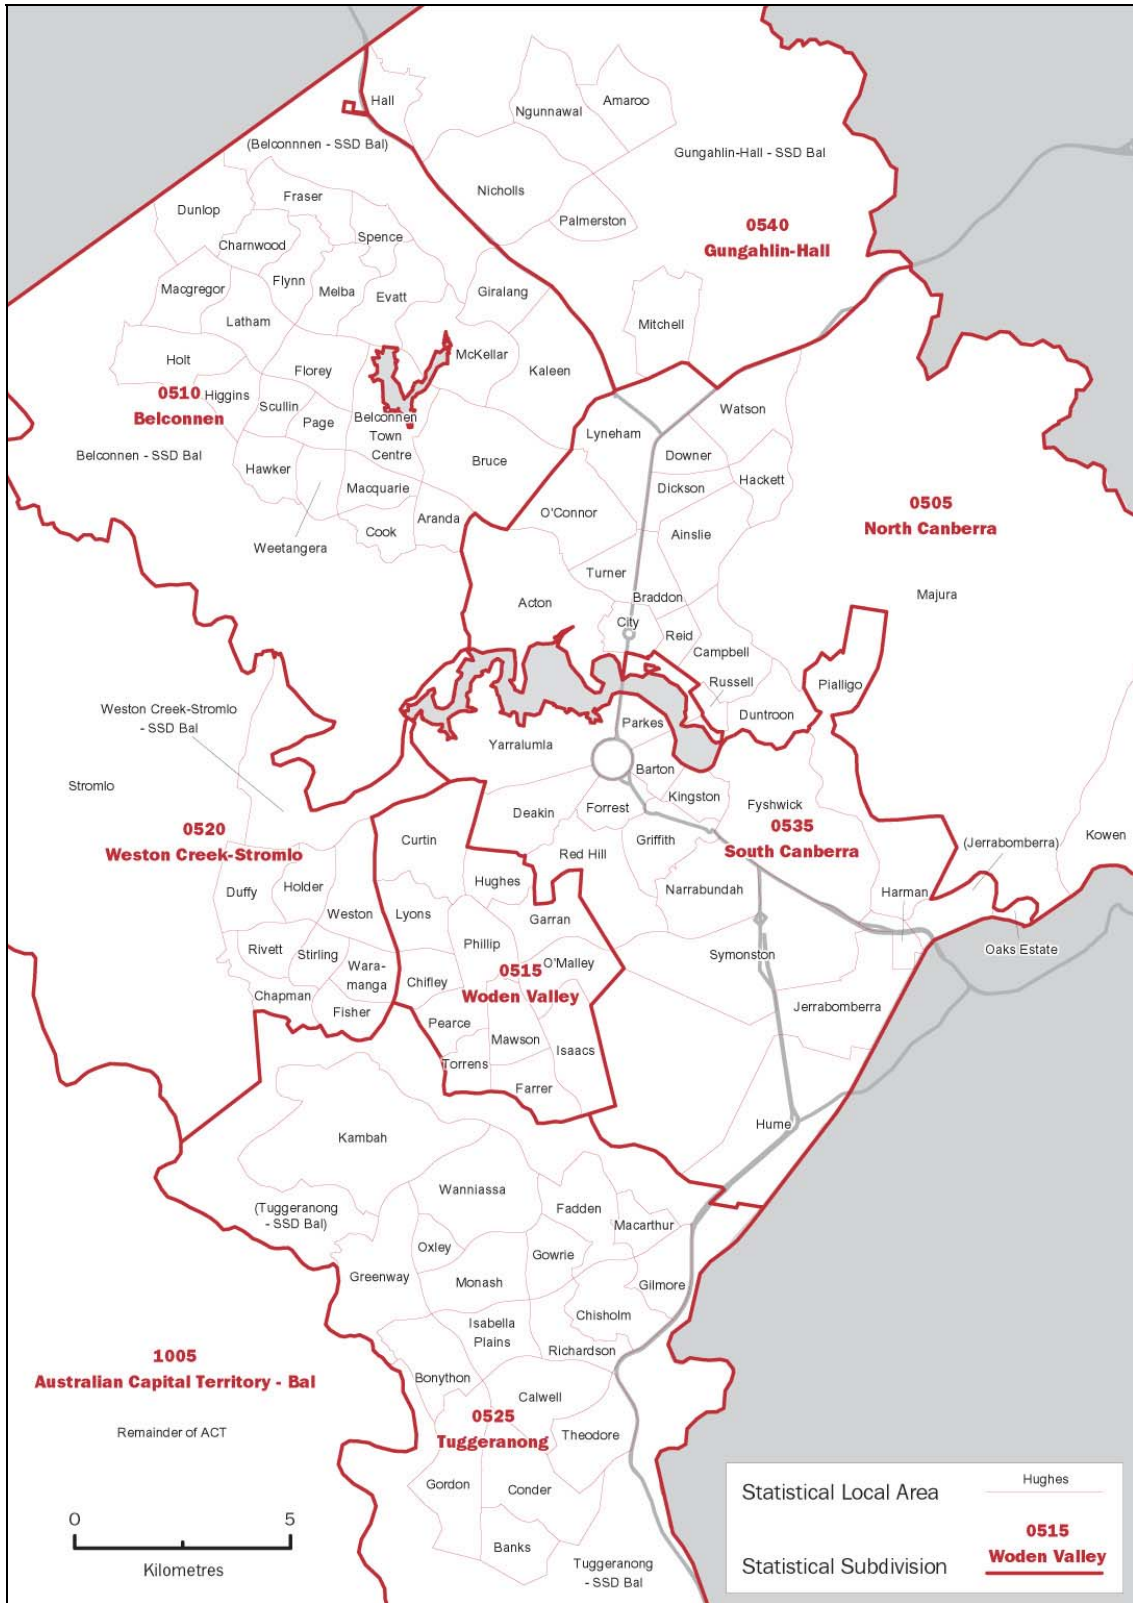 Hall
Ngunnawal
Amaroo
(Belconnnen - SSD Bal)
Gungahlin-Hall - SSD Bal
Nicholls
Fraser
Dunlop
Palmerston
0540
Gungahlin-Hall
Spence
Charnwood
Flynn
Macgregor
Melba
Evatt
Giralang
Latham
Mitchell
Holt
McKellar
Florey
Kaleen
0510
Belconnen
Higgins
Scullin
Page
Belconnen
Town
Centre
Watson
Lyneham
Belconnen - SSD Bal
Hawker
Bruce
Downer
Macquarie
Dickson
Hackett
0505
North Canberra
O'Connor
Aranda
Cook
Ainslie
Weetangera
Turner
Acton
Braddon
Majura
City
Reid
Campbell
Russell
Pialligo
Weston Creek-Stromlo
- SSD Bal
Duntroon
Parkes
Yarralumla
Barton
Stromlo
Kingston
Fyshwick
Deakin
Forrest
0520
Weston Creek-Stromlo
Curtin
Griffith
0535
South Canberra
Kowen
(Jerrabomberra)
Red Hill
Hughes
Narrabundah
Duffy
Holder
Harman
Weston
Lyons
Garran
Phillip
Rivett
Stirling
Symonston
Oaks Estate
Wara-
manga
O'Malley
0515
Woden Valley
Chifley
Chapman
Fisher
Jerrabomberra
Pearce
Mawson
Isaacs
Torrens
Farrer
Hume
Kambah
Wanniassa
(Tuggeranong
- SSD Bal)
Fadden
Macarthur
Oxley
Gowrie
Greenway
Monash
Gilmore
Chisholm
Isabella
Plains
Richardson
1005
Australian Capital Territory - Bal
Bonython
Calwell
0525
Tuggeranong
Remainder of ACT
Theodore
Gordon
Conder
Banks
Tuggeranong
- SSD Bal
0
5
Kilometres
Statistical Local Area
Hughes
Statistical Subdivision
0515
Woden Valley